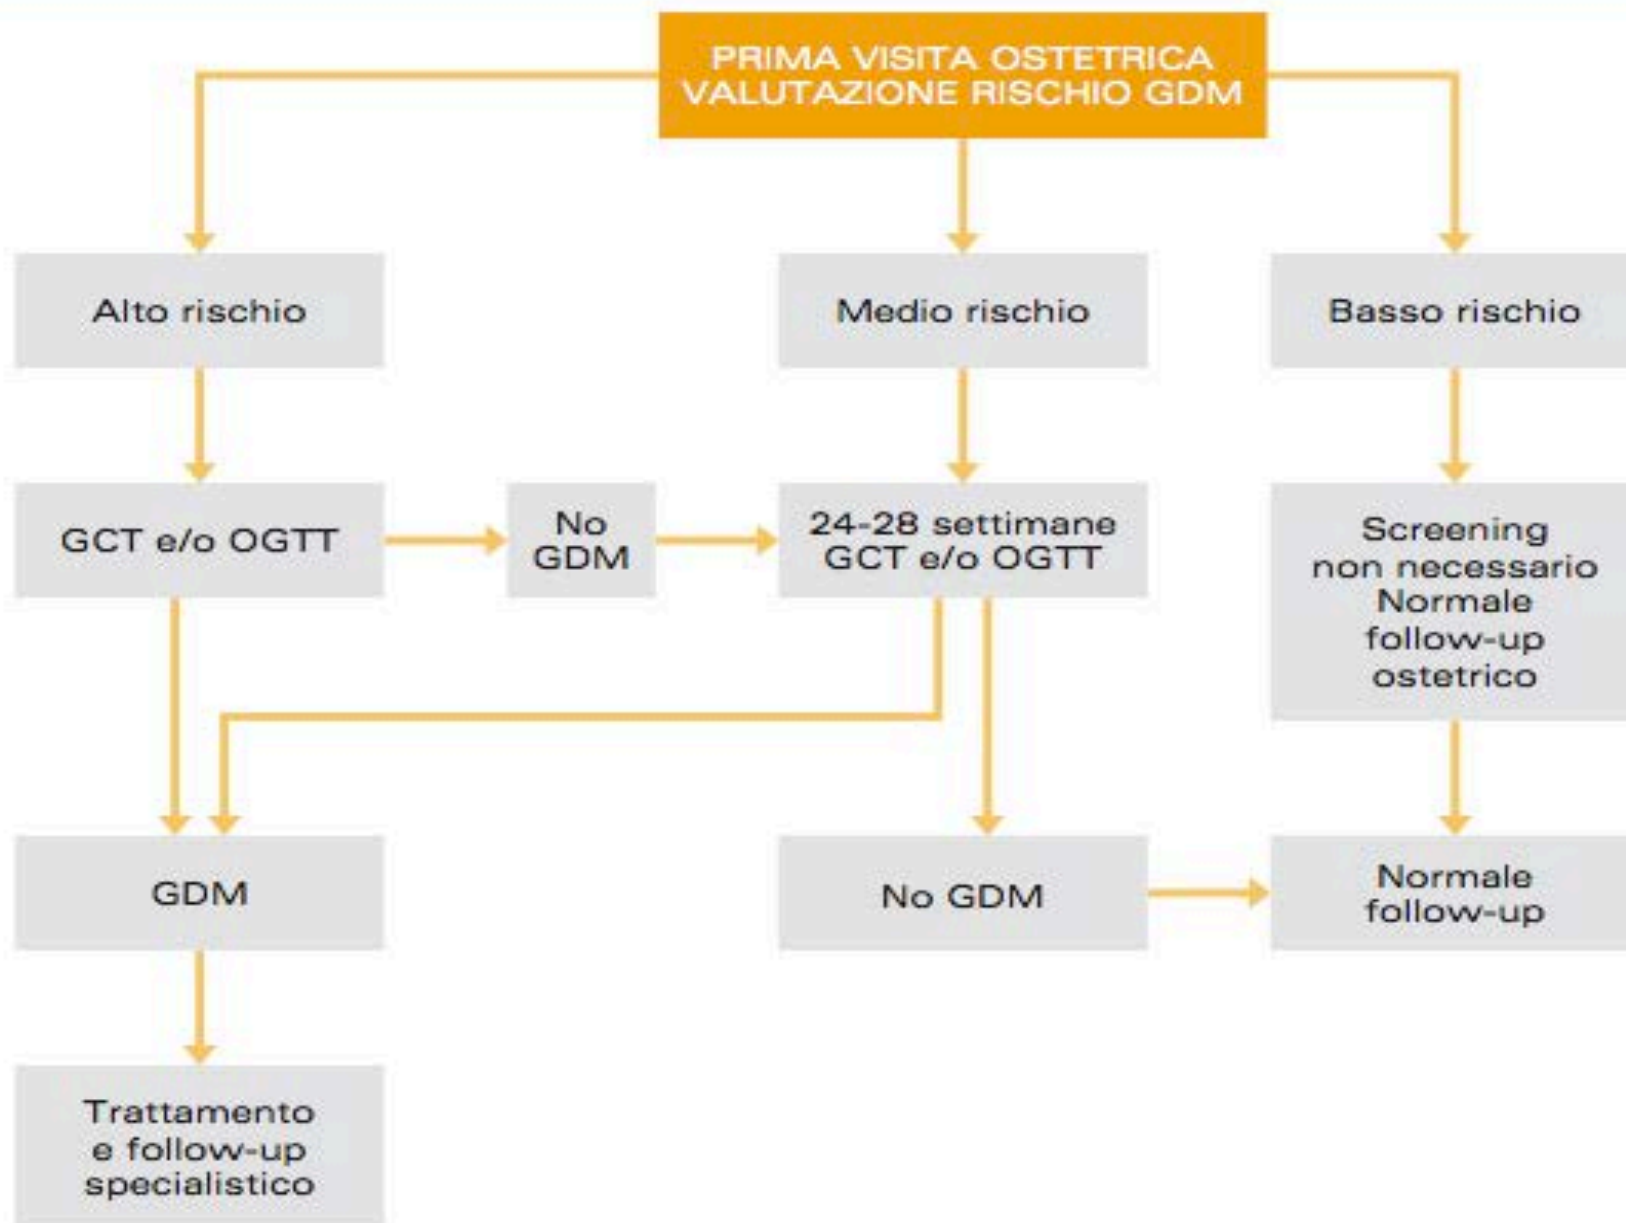 PRIMA VISITA OSTETRICA
VALUTAZIONE RISCHIO GDM
Alto rischio
Medio rischio
Basso rischio
GCT e/o OGTT
No
GDM
24-28 settimane
GCT e/o OGTT
Screening
non necessario
Normale
follow-up
ostetrico
GDM
No GDM
Normale
follow-up
Trattamento
e follow-up
specialistico